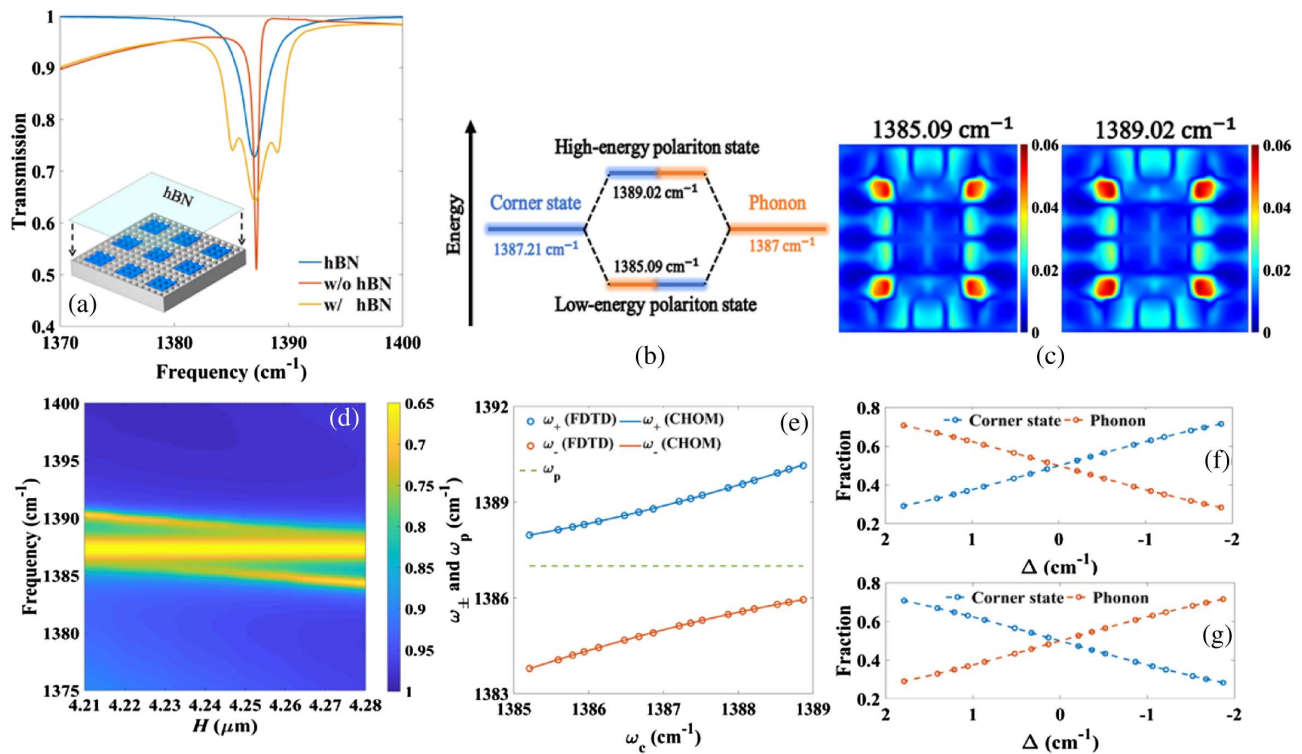 1
0.9
0.8
0.7
0.6
0.5
0.4
Transmission
1370
1380
1390
1400
Frequency (cm⁻¹)
hBN
hBN
w/o hBN
w/ hBN
(a)
Energy
High-energy polariton state
1389.02 cm⁻¹
Corner state
1387.21 cm⁻¹
Phonon
1387 cm⁻¹
1385.09 cm⁻¹
Low-energy polariton state
(b)
1385.09 cm⁻¹
0.06
0.04
0.02
0
1389.02 cm⁻¹
0.06
0.04
0.02
0
(c)
1400
1395
1390
1385
1380
1375
Frequency (cm⁻¹)
4.21 4.22 4.23 4.24 4.25 4.26 4.27 4.28
H (μm)
(d)
0.65
0.7
0.75
0.8
0.85
0.9
0.95
1
1392
1389
1386
1383
ω± and ωp (cm⁻¹)
ω+ (FDTD) ω+ (CHOM)
ω- (FDTD) ω- (CHOM)
ωp
(e)
1385 1386 1387 1388 1389
ωc (cm⁻¹)
0.8
0.6
0.4
0.2
Fraction
Corner state Phonon
(f)
2 1 0 -1 -2
Δ (cm⁻¹)
0.8
0.6
0.4
0.2
Fraction
Corner state Phonon
(g)
2 1 0 -1 -2
Δ (cm⁻¹)